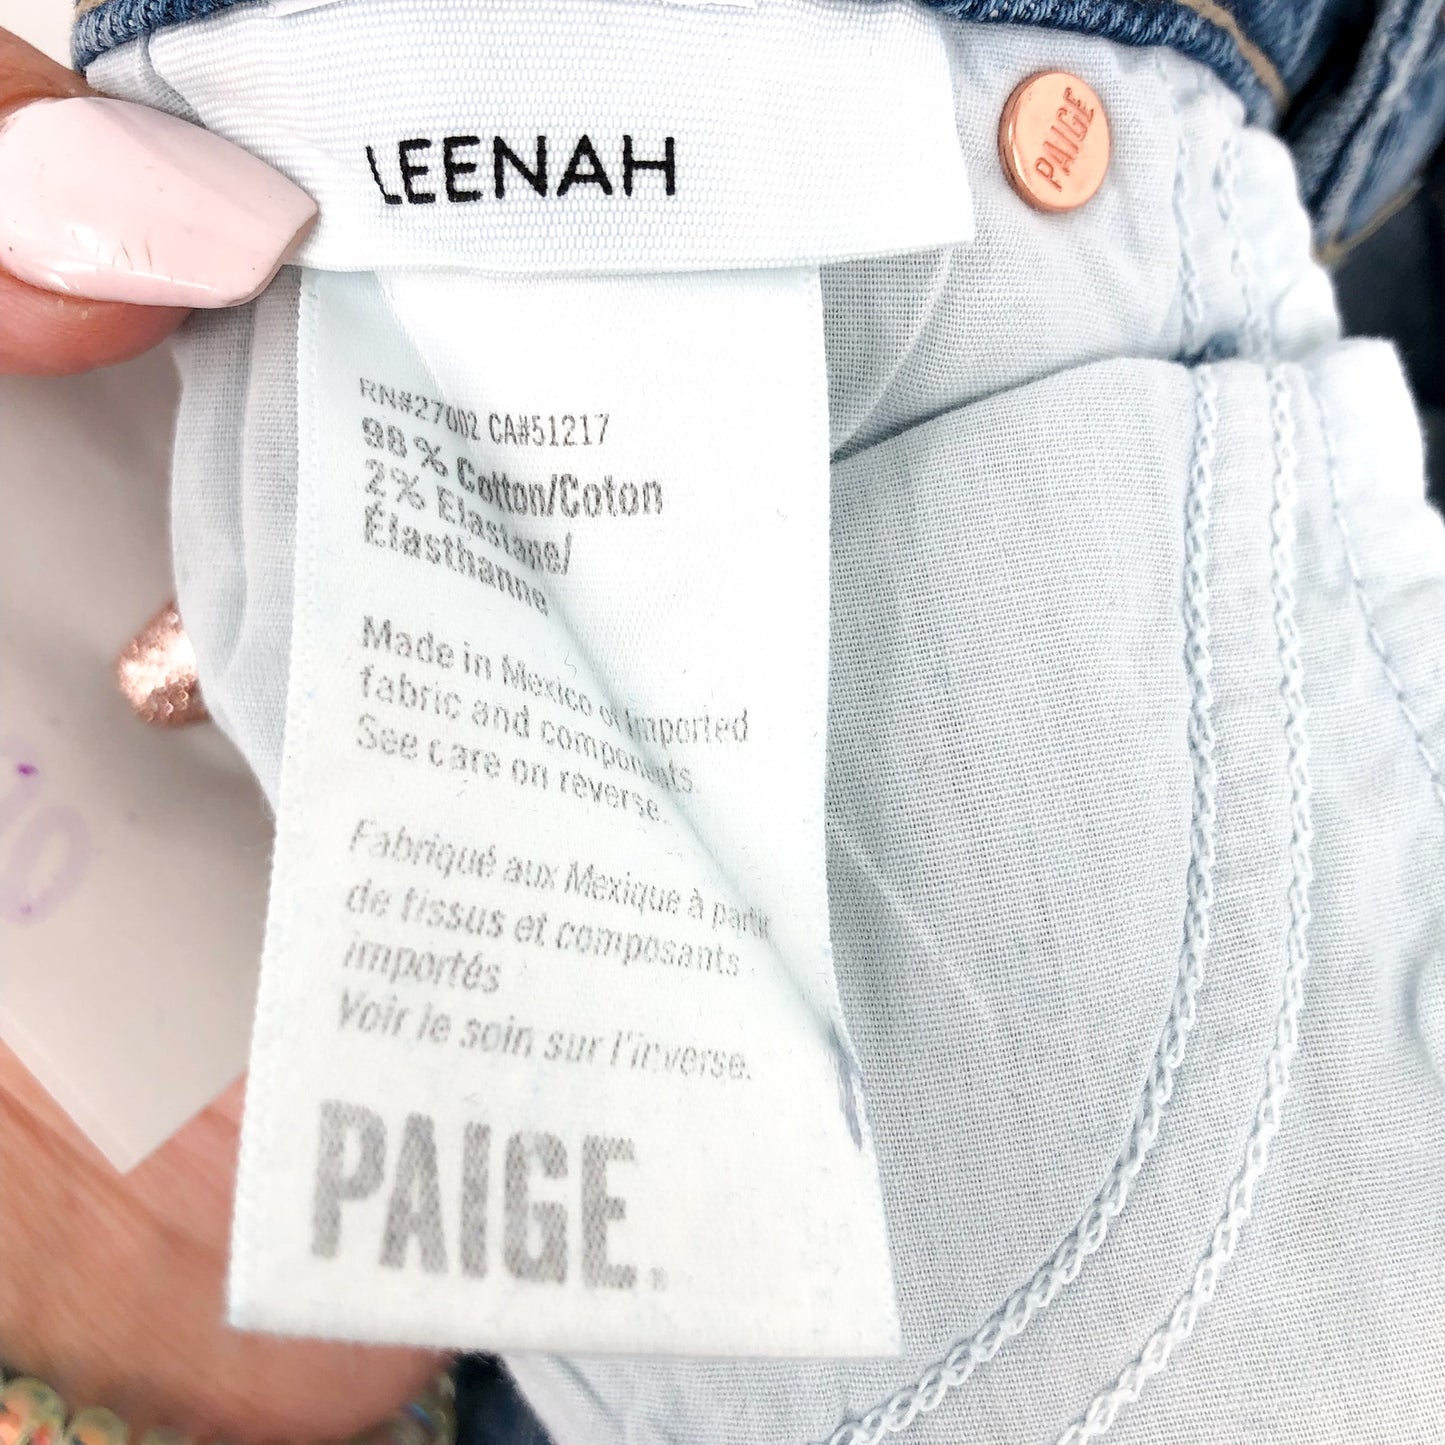 LEENAH
PAIGE
RN#27002 CA#51217
98% Cotton/Coton
2% Elastane/
Élasthanne
Made in Mexico of imported
fabric and components.
See care on reverse.
Fabriqué aux Mexique à partir
de tissus et composants
importés
Voir le soin sur l'inverse.
PAIGE®
10